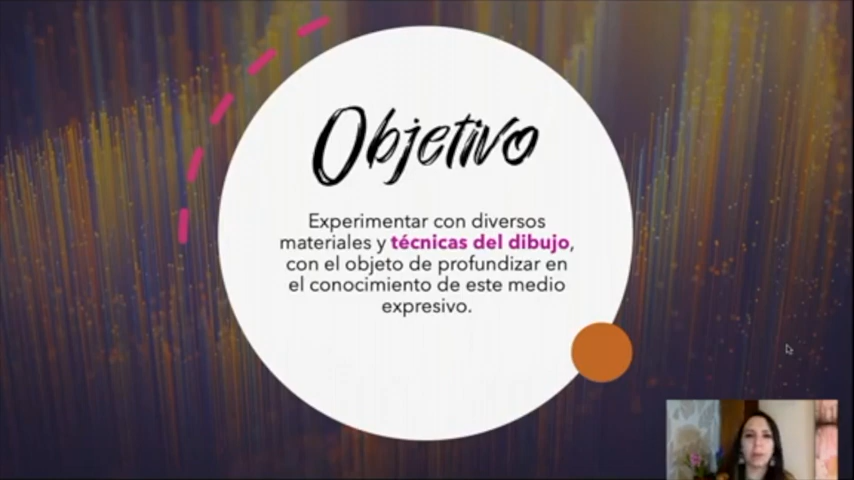 Objetivo
Experimentar con diversos
materiales y técnicas del dibujo,
con el objeto de profundizar en
el conocimiento de este medio
expresivo.